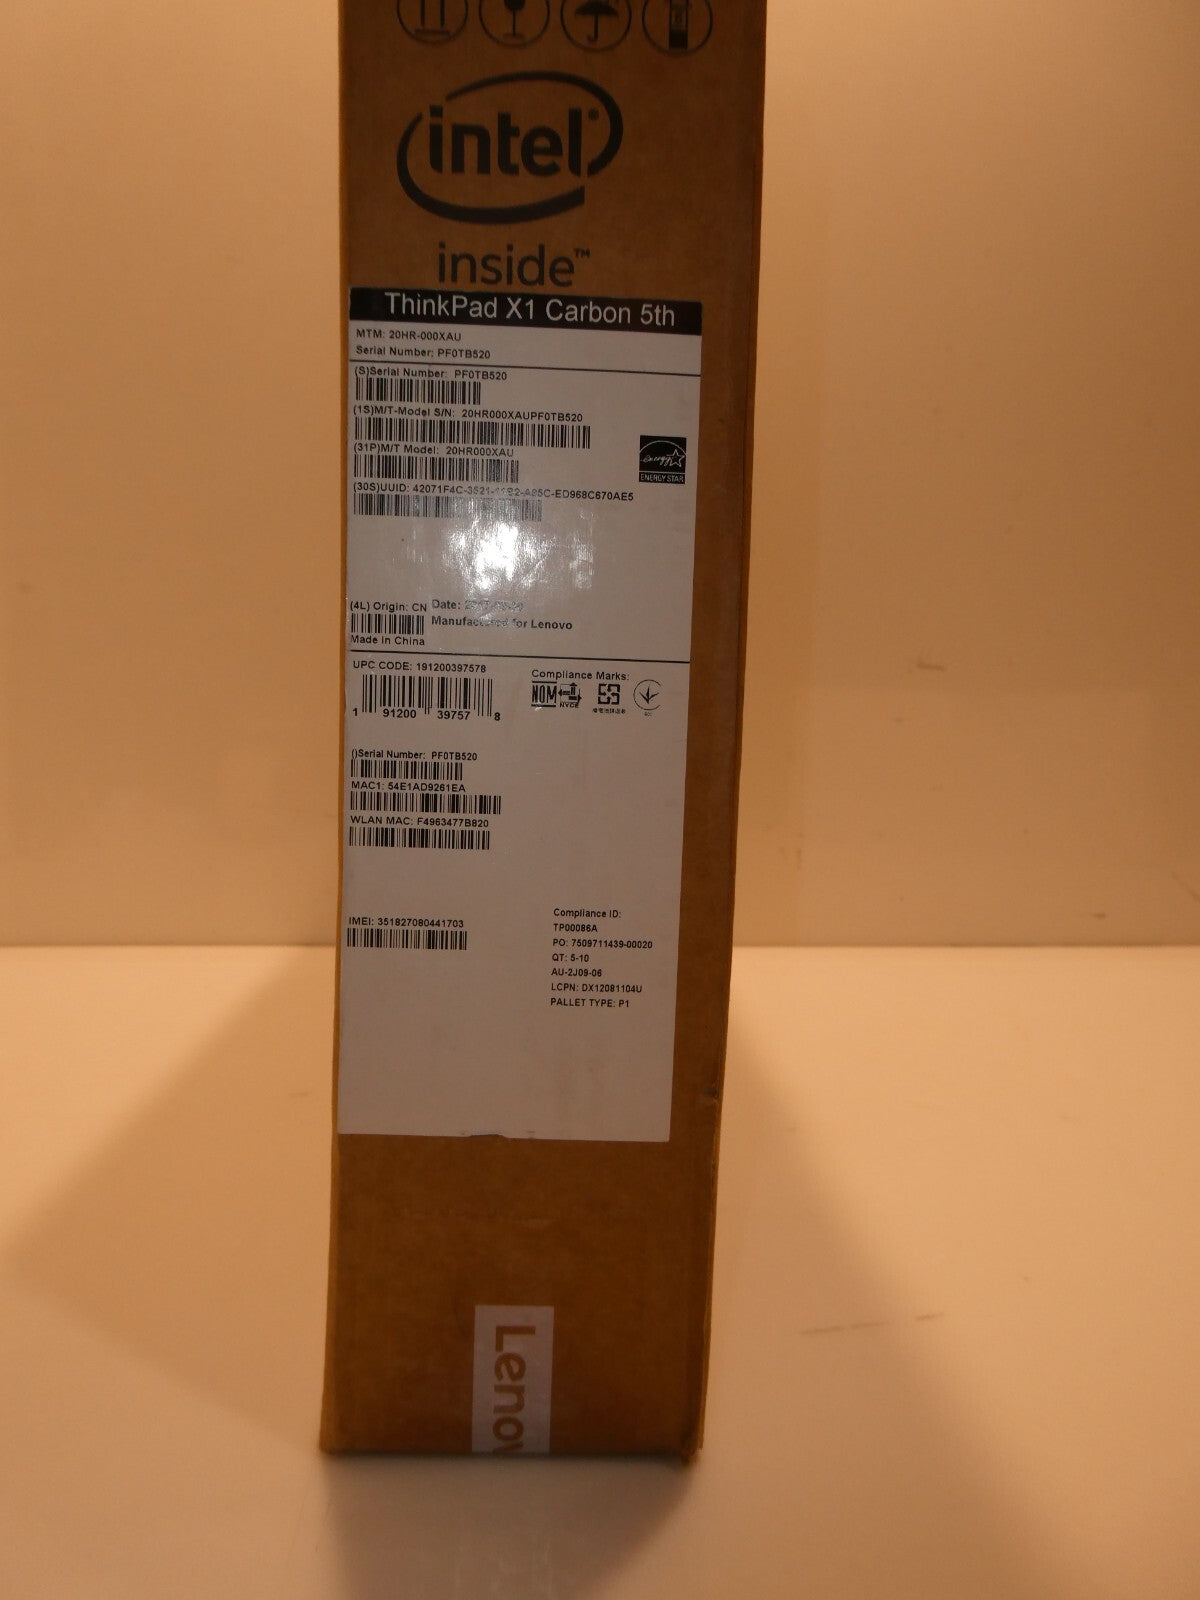 intel
inside™
ThinkPad X1 Carbon 5th
MTM: 20HR-000XAU
Serial Number: PF0TB520
(S)Serial Number: PF0TB520
(1S)M/T-Model S/N: 20HR000XAUPF0TB520
(31P)M/T Model: 20HR000XAU
ENERGY STAR
(30S)UUID:
(4L) Origin: CN
Date:
Manufactured for Lenovo
Made in China
UPC CODE: 191200397578
Compliance Marks:
NOM
NYCE
1 91200 39757 8
()Serial Number: PF0TB520
MAC1: 54E1AD9261EA
WLAN MAC: F4963477B820
IMEI: 351827080441703
Compliance ID:
TP00086A
PO: 7509711439-00020
QT: 5-10
AU-2J09-06
LCPN: DX12081104U
PALLET TYPE: P1
Lenov